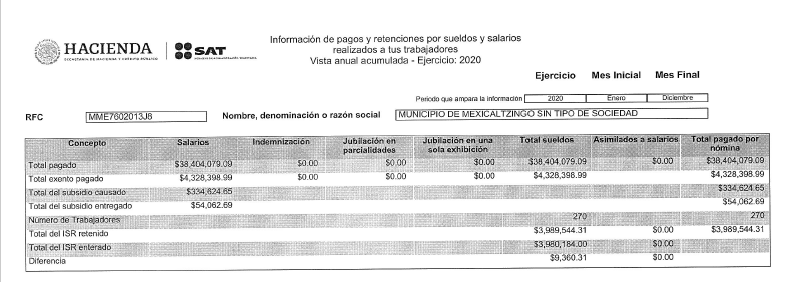 HACIENDA
SECRETARÍA DE HACIENDA Y CRÉDITO PÚBLICO
SAT
Información de pagos y retenciones por sueldos y salarios
realizados a tus trabajadores
Vista anual acumulada - Ejercicio: 2020
Ejercicio Mes Inicial Mes Final
Periodo que ampara la información 2020 Enero Diciembre
RFC MME7602013J8 Nombre, denominación o razón social MUNICIPIO DE MEXICALTZINGO SIN TIPO DE SOCIEDAD
Concepto Salarios Indemnización Jubilación en parcialidades Jubilación en una sola exhibición Total sueldos Asimilados a salarios Total pagado por nómina
Total pagado $38,404,079.09 $0.00 $0.00 $0.00 $38,404,079.09 $0.00 $38,404,079.09
Total exento pagado $4,328,398.99 $0.00 $0.00 $0.00 $4,328,398.99 $0.00 $4,328,398.99
Total del subsidio causado $334,624.65 $334,624.65
Total del subsidio entregado $54,062.69 $54,062.69
Número de Trabajadores 270 270
Total del ISR retenido $3,989,544.31 $0.00 $3,989,544.31
Total del ISR enterado $3,980,184.00 $0.00
Diferencia $9,360.31 $0.00